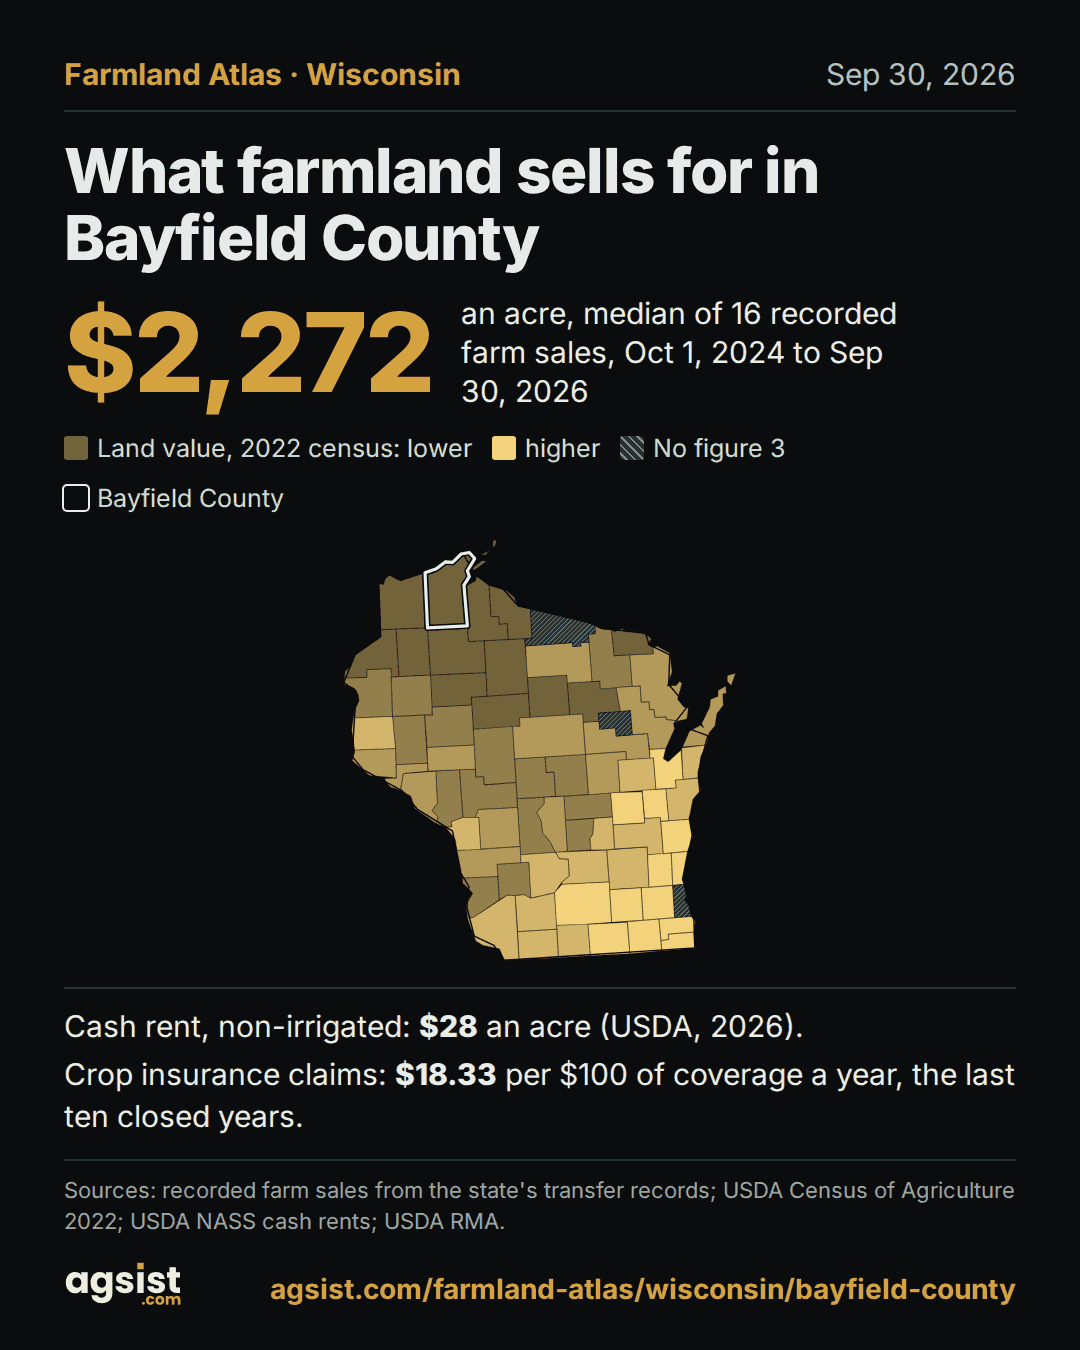 Farmland Atlas · Wisconsin
Sep 30, 2026
What farmland sells for in
Bayfield County
$2,272
an acre, median of 16 recorded
farm sales, Oct 1, 2024 to Sep
30, 2026
Land value, 2022 census: lower
higher
No figure 3
Bayfield County
Cash rent, non-irrigated: $28 an acre (USDA, 2026).
Crop insurance claims: $18.33 per $100 of coverage a year, the last
ten closed years.
Sources: recorded farm sales from the state's transfer records; USDA Census of Agriculture
2022; USDA NASS cash rents; USDA RMA.
agsist
.com
agsist.com/farmland-atlas/wisconsin/bayfield-county